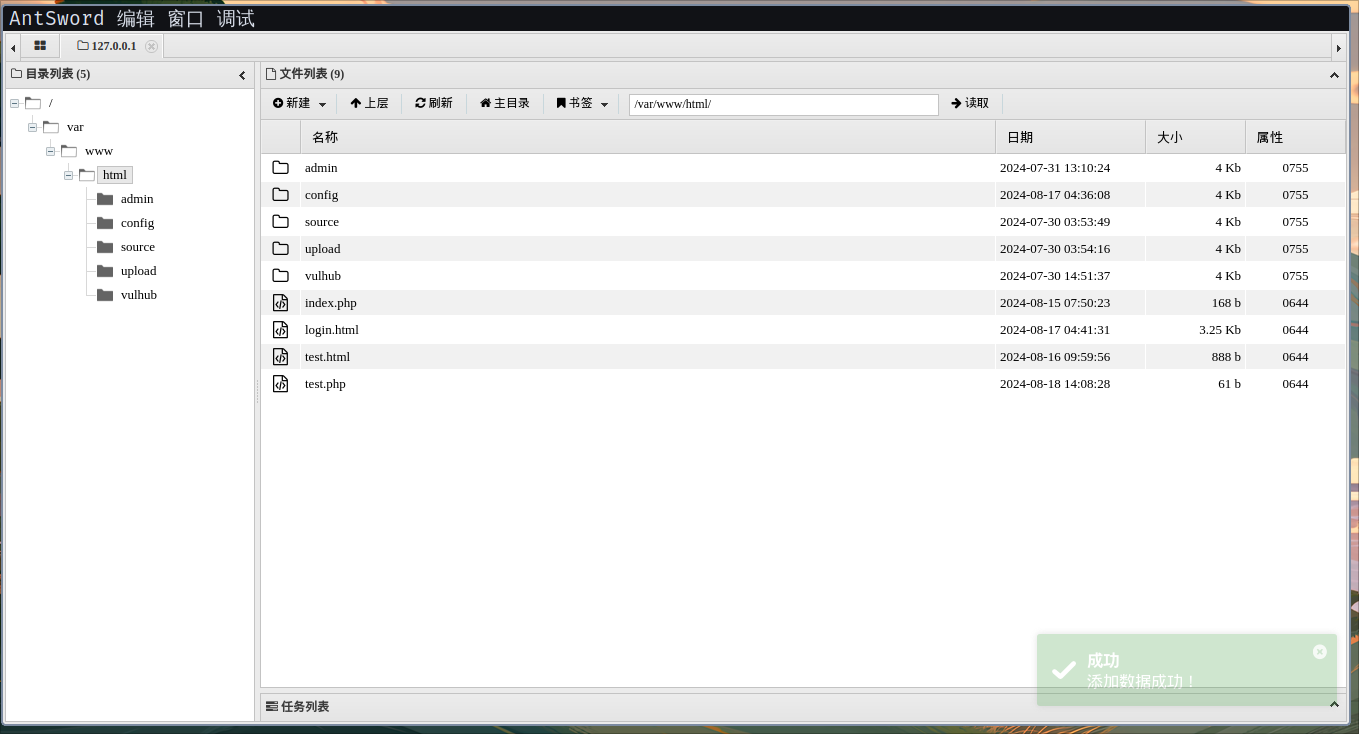 AntSword 编辑 窗口 调试
127.0.0.1
目录列表 (5)
/
var
www
html
admin
config
source
upload
vulhub
文件列表 (9)
新建 上层 刷新 主目录 书签 /var/www/html/ 读取
名称 日期 大小 属性
admin 2024-07-31 13:10:24 4 Kb 0755
config 2024-08-17 04:36:08 4 Kb 0755
source 2024-07-30 03:53:49 4 Kb 0755
upload 2024-07-30 03:54:16 4 Kb 0755
vulhub 2024-07-30 14:51:37 4 Kb 0755
index.php 2024-08-15 07:50:23 168 b 0644
login.html 2024-08-17 04:41:31 3.25 Kb 0644
test.html 2024-08-16 09:59:56 888 b 0644
test.php 2024-08-18 14:08:28 61 b 0644
成功
添加数据成功！
任务列表